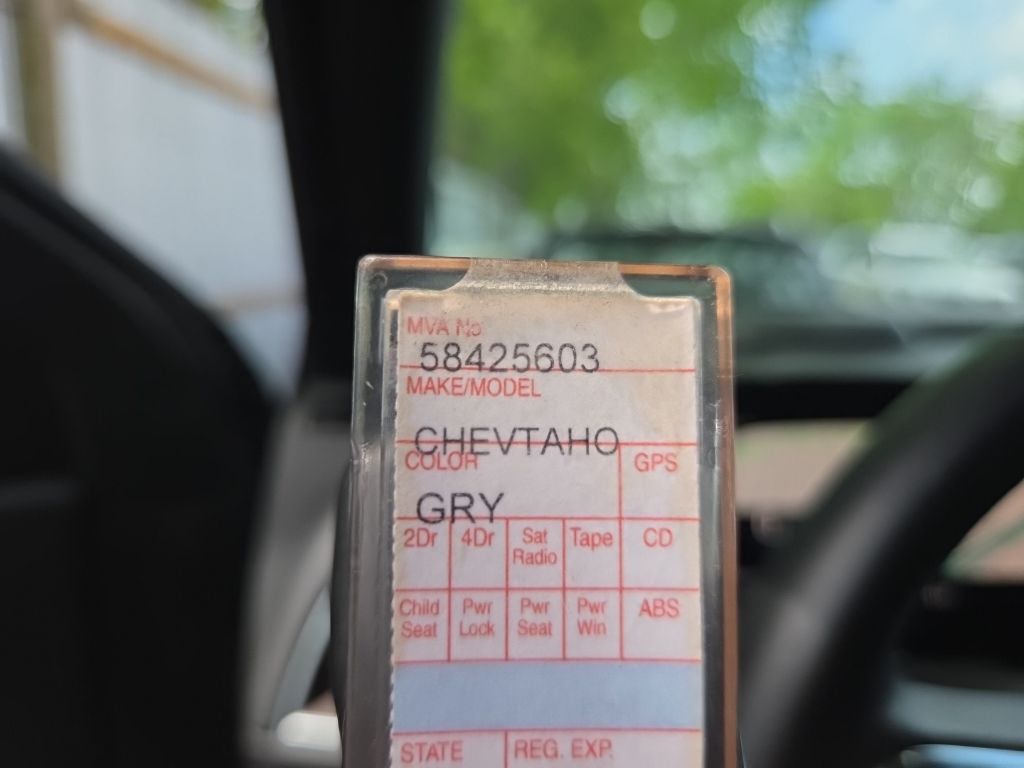 MVA No
58425603
MAKE/MODEL
CHEVTAHO
COLOR GPS
GRY
2Dr 4Dr Sat Radio Tape CD
Child Seat Pwr Lock Pwr Seat Pwr Win ABS
STATE REG. EXP.